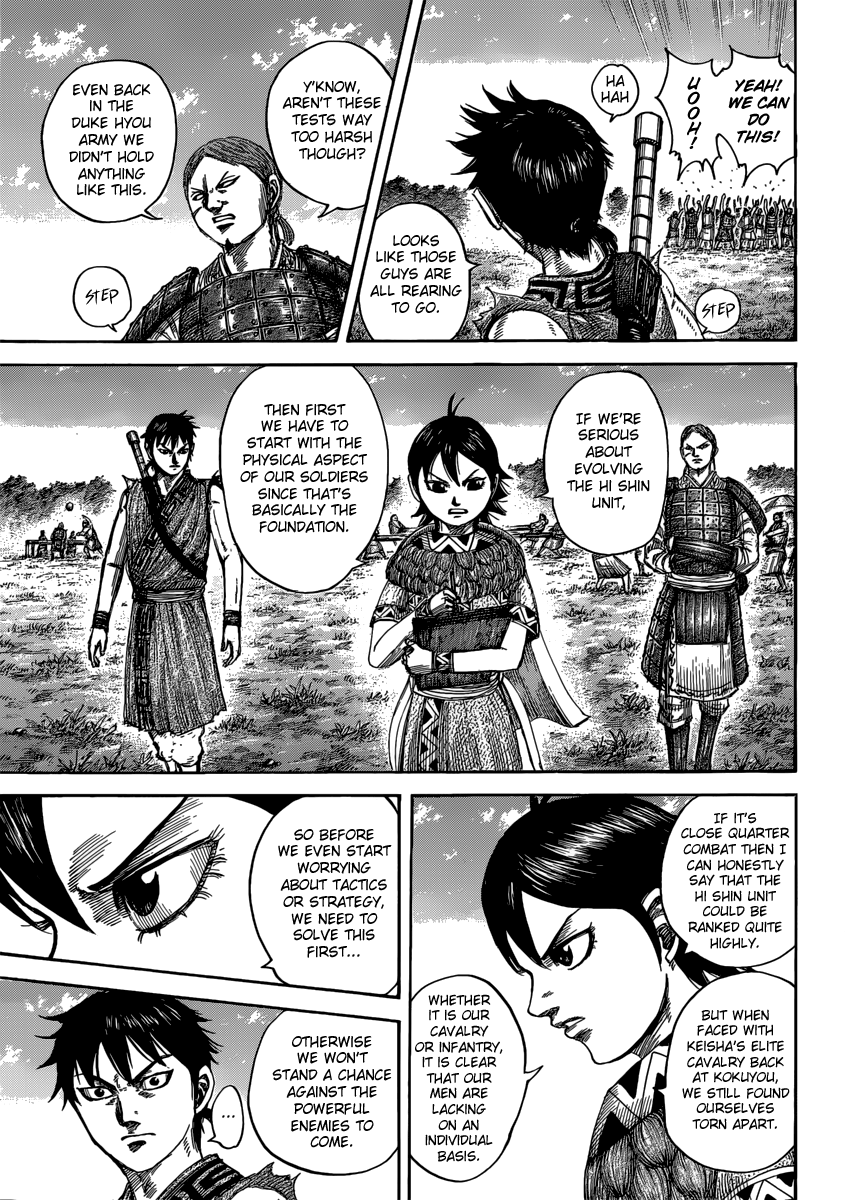 YEAH!
WE CAN
DO
THIS!
UOOH!
HA
HAH
LOOKS
LIKE THOSE
GUYS ARE
ALL REARING
TO GO.
STEP
Y'KNOW,
AREN'T THESE
TESTS WAY
TOO HARSH
THOUGH?
EVEN BACK
IN THE
DUKE HYOU
ARMY WE
DIDN'T HOLD
ANYTHING
LIKE THIS.
STEP
IF WE'RE
SERIOUS
ABOUT
EVOLVING
THE HI SHIN
UNIT,
THEN FIRST
WE HAVE TO
START WITH THE
PHYSICAL ASPECT
OF OUR SOLDIERS
SINCE THAT'S
BASICALLY THE
FOUNDATION.
IF IT'S
CLOSE QUARTER
COMBAT THEN I
CAN HONESTLY
SAY THAT THE
HI SHIN UNIT
COULD BE
RANKED QUITE
HIGHLY.
BUT WHEN
FACED WITH
KEISHA'S ELITE
CAVALRY BACK
AT KOKUYOU,
WE STILL FOUND
OURSELVES
TORN APART.
WHETHER
IT IS OUR
CAVALRY
OR INFANTRY,
IT IS CLEAR
THAT OUR
MEN ARE
LACKING
ON AN
INDIVIDUAL
BASIS.
SO BEFORE
WE EVEN START
WORRYING
ABOUT TACTICS
OR STRATEGY,
WE NEED TO
SOLVE THIS
FIRST...
OTHERWISE
WE WON'T
STAND A CHANCE
AGAINST THE
POWERFUL
ENEMIES TO
COME.
...